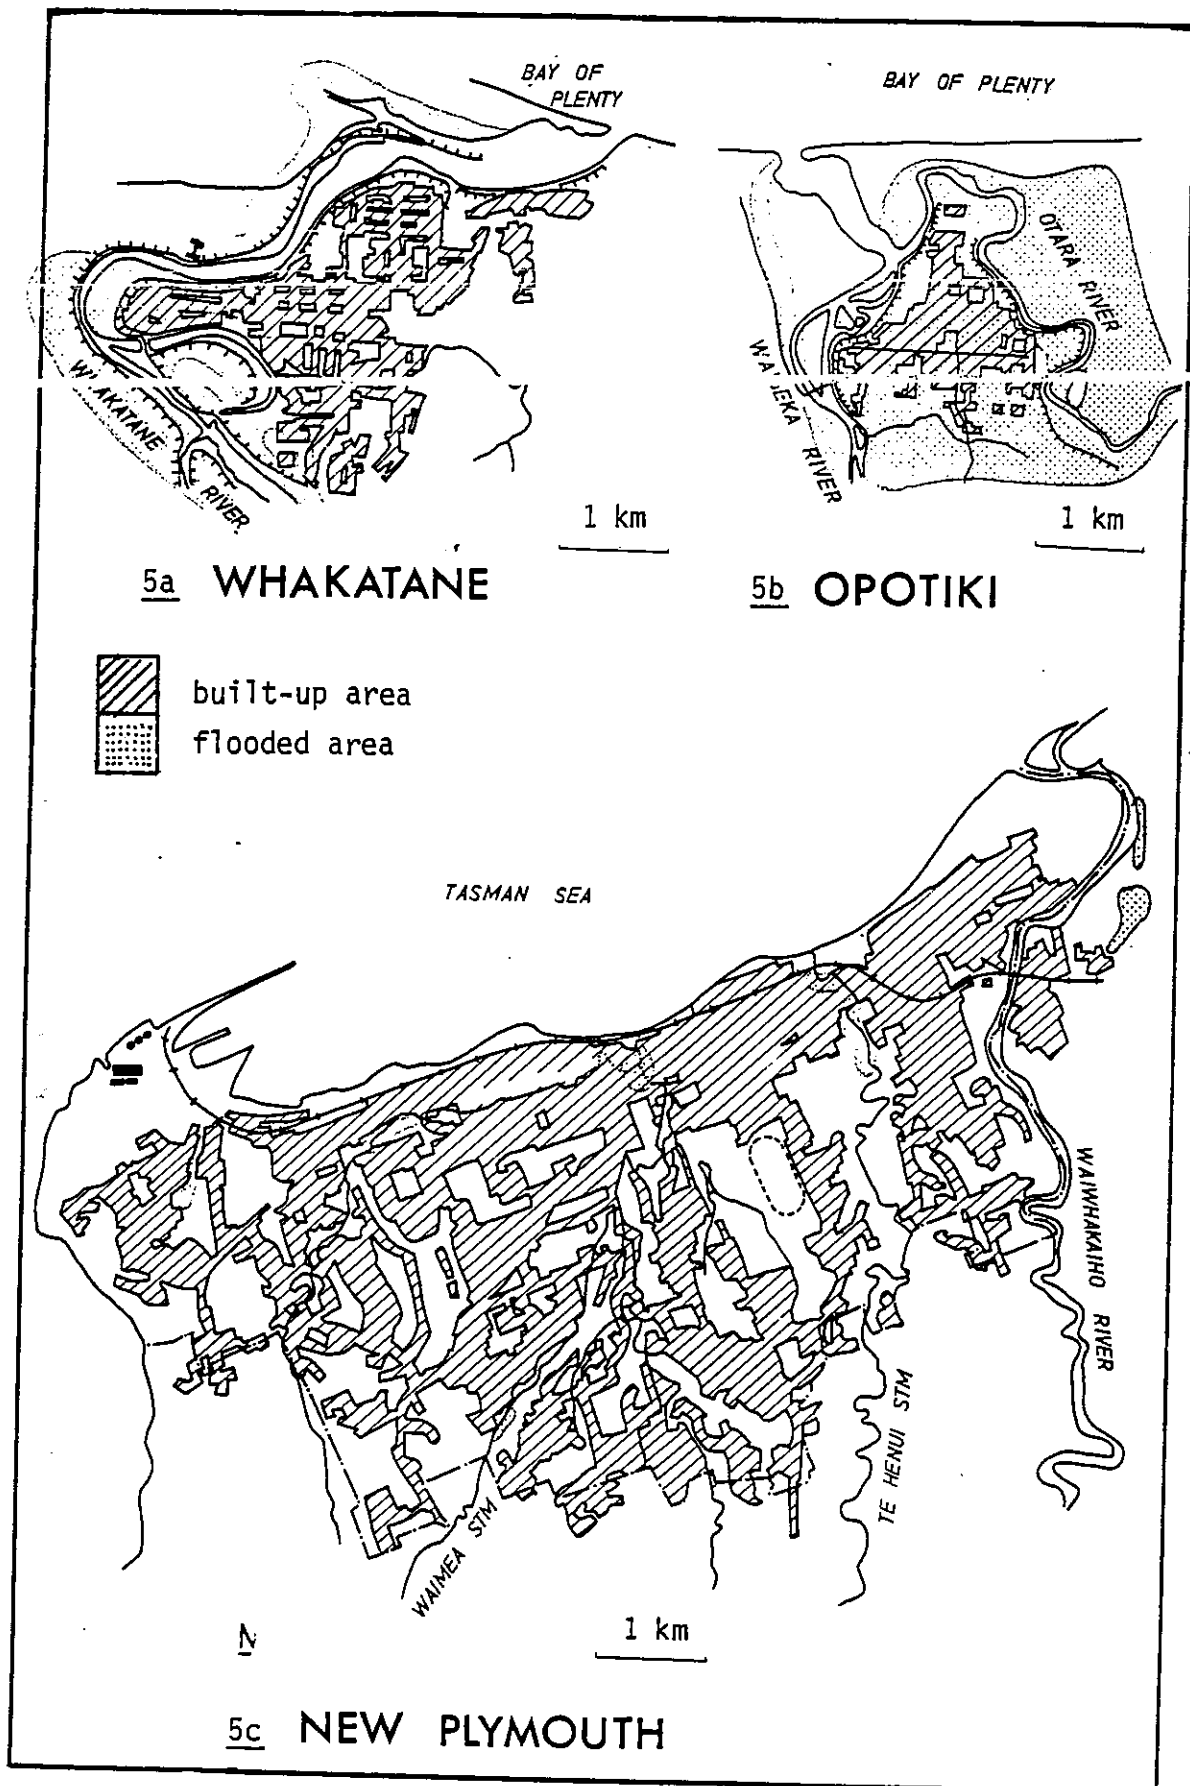 BAY OF
PLENTY
BAY OF PLENTY
WHAKATANE
RIVER
OTARA RIVER
RIVER
1 km
1 km
5a WHAKATANE
5b OPOTIKI
built-up area
flooded area
TASMAN SEA
WAIWHAKAIHO RIVER
TE HENUI STM
WAIMEA STM
N
1 km
5c NEW PLYMOUTH